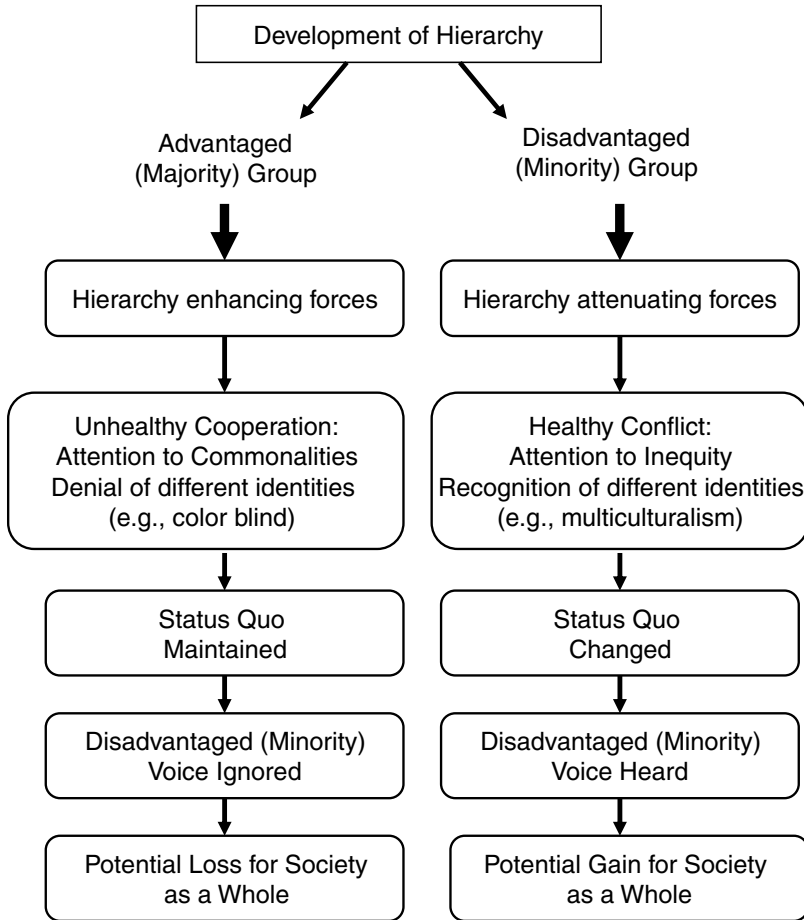 Development of Hierarchy
Advantaged
(Majority) Group
Disadvantaged
(Minority) Group
Hierarchy enhancing forces
Hierarchy attenuating forces
Unhealthy Cooperation:
Attention to Commonalities
Denial of different identities
(e.g., color blind)
Healthy Conflict:
Attention to Inequity
Recognition of different identities
(e.g., multiculturalism)
Status Quo
Maintained
Status Quo
Changed
Disadvantaged (Minority)
Voice Ignored
Disadvantaged (Minority)
Voice Heard
Potential Loss for Society
as a Whole
Potential Gain for Society
as a Whole